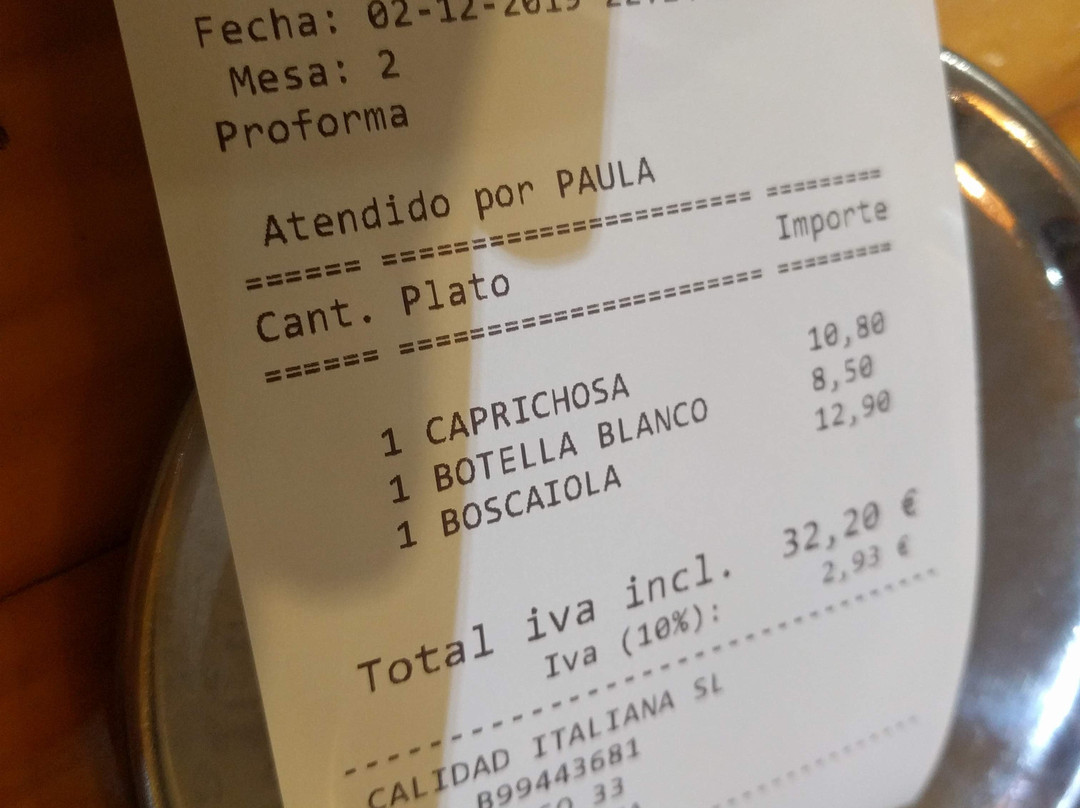 Fecha: 02-12-2019
Mesa: 2
Proforma
Atendido por PAULA
====== ========================= =========
Cant. Plato Importe
====== ========================= =========
1 CAPRICHOSA 10,80
1 BOTELLA BLANCO 8,50
1 BOSCAIOLA 12,90
Total iva incl. 32,20 €
Iva (10%): 2,93 €
----------------------------------------
CALIDAD ITALIANA SL
B99443681
33